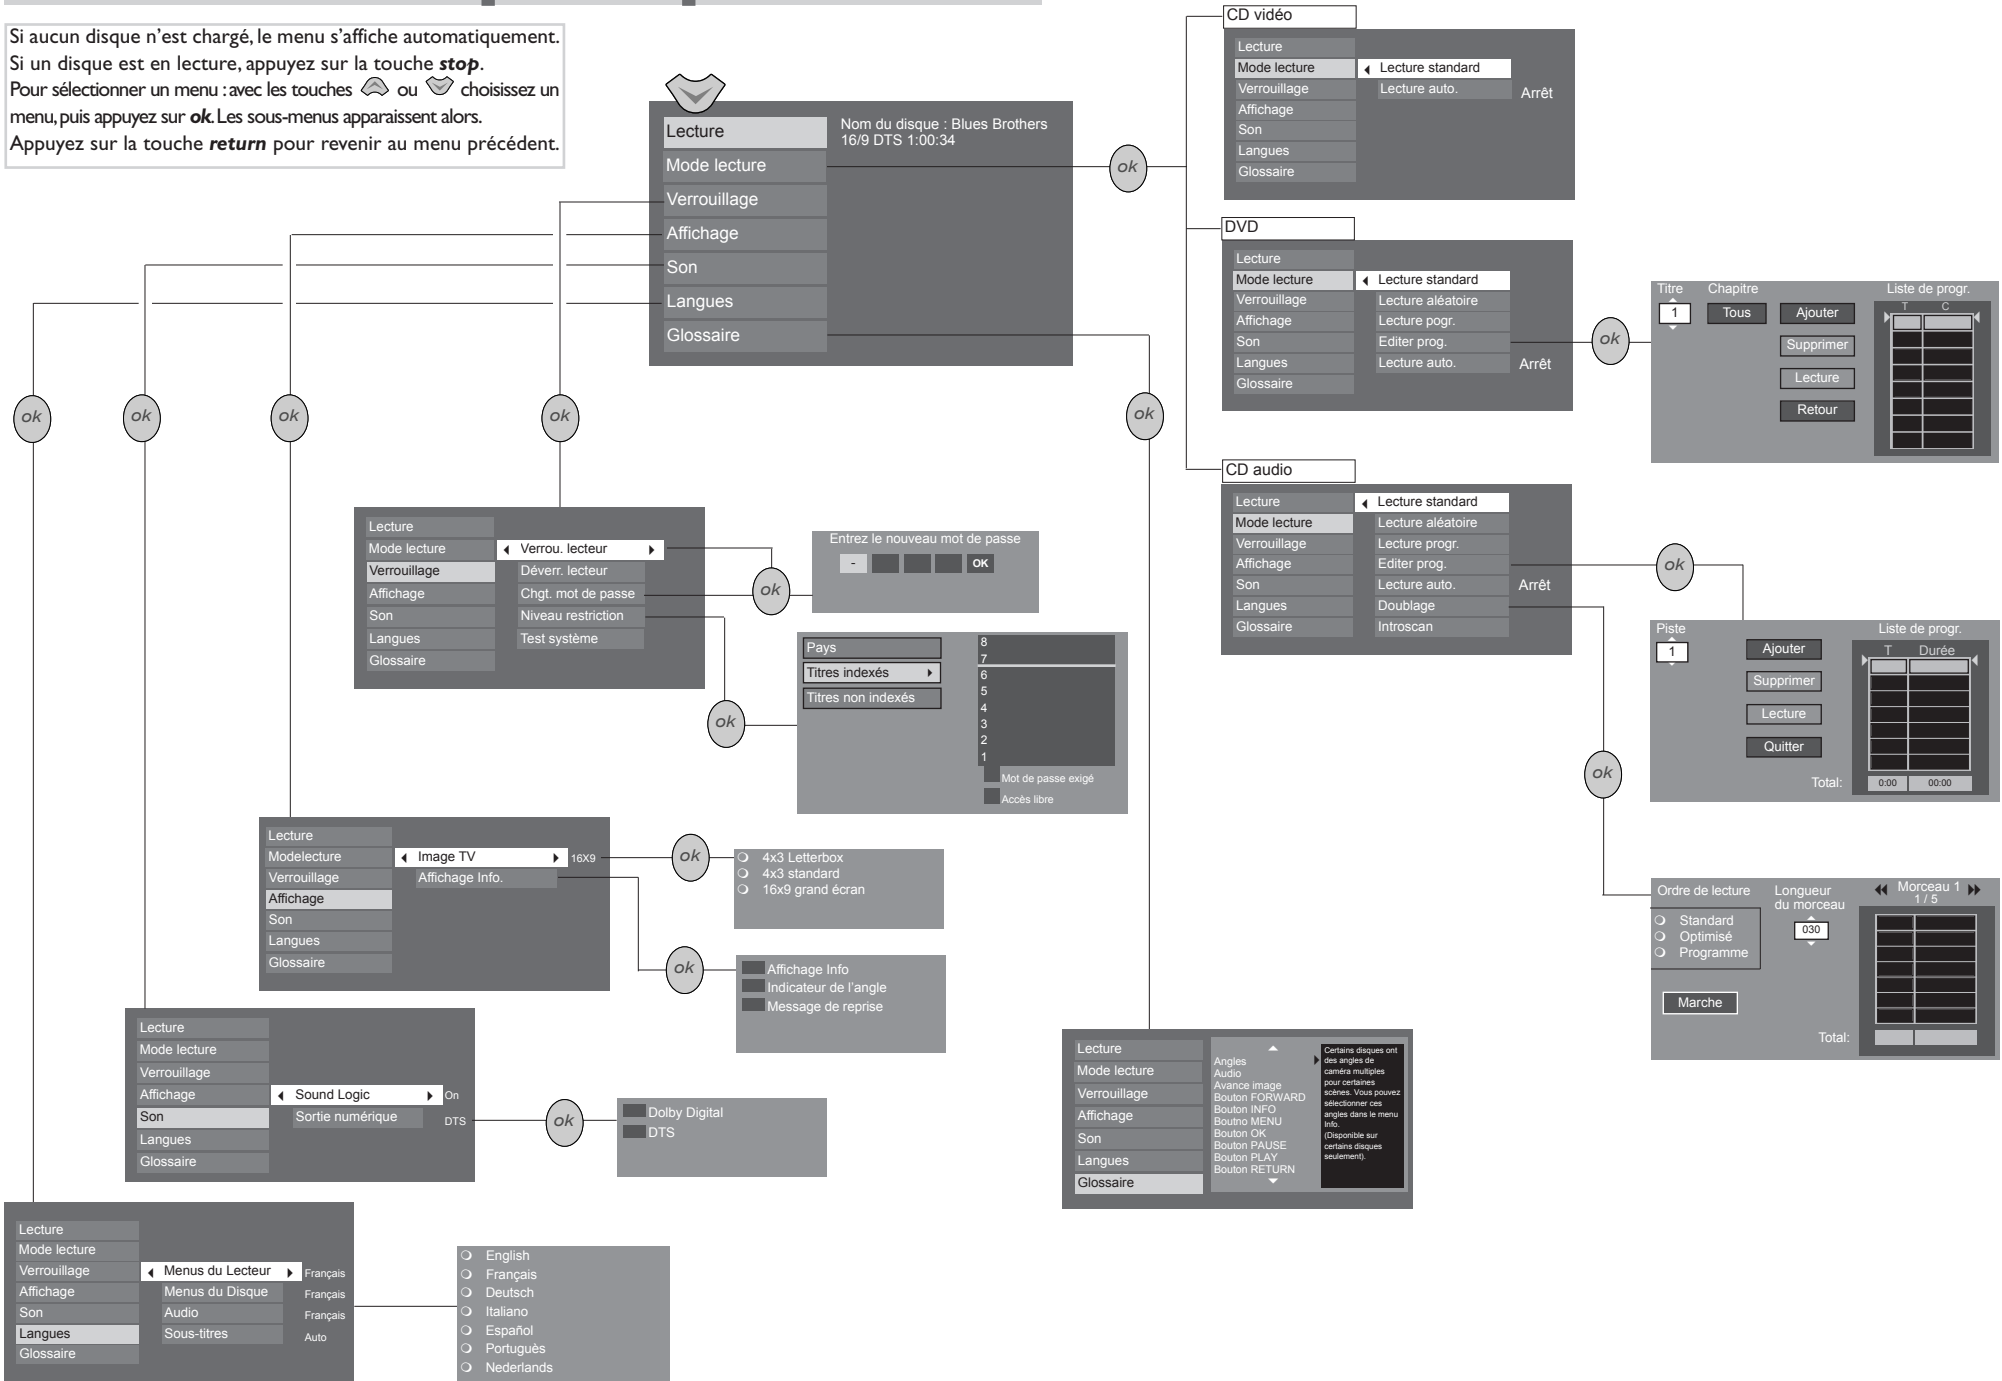 Si aucun disque n'est chargé, le menu s'affiche automatiquement.
Si un disque est en lecture, appuyez sur la touche stop.
Pour sélectionner un menu : avec les touches ou choisissez un
menu, puis appuyez sur ok. Les sous-menus apparaissent alors.
Appuyez sur la touche return pour revenir au menu précédent.
Lecture
Mode lecture
Verrouillage
Affichage
Son
Langues
Glossaire
Nom du disque : Blues Brothers
16/9 DTS 1:00:34
ok
CD vidéo
Lecture
Mode lecture
Verrouillage
Affichage
Son
Langues
Glossaire
Lecture standard
Lecture auto.
Arrêt
DVD
Lecture
Mode lecture
Verrouillage
Affichage
Son
Langues
Glossaire
Lecture standard
Lecture aléatoire
Lecture pogr.
Editer prog.
Lecture auto.
Arrêt
ok
Titre
1
Chapitre
Tous
Ajouter
Supprimer
Lecture
Retour
Liste de progr.
T C
ok
ok
ok
ok
ok
CD audio
Lecture
Mode lecture
Verrouillage
Affichage
Son
Langues
Glossaire
Lecture standard
Lecture aléatoire
Lecture progr.
Editer prog.
Lecture auto.
Doublage
Introscan
Arrêt
ok
Piste
1
Ajouter
Supprimer
Lecture
Quitter
Liste de progr.
T Durée
Total:
0:00 00:00
ok
Ordre de lecture
Standard
Optimisé
Programme
Marche
Longueur
du morceau
030
Morceau 1
1 / 5
Total:
Lecture
Mode lecture
Verrouillage
Affichage
Son
Langues
Glossaire
Verrou. lecteur
Déverr. lecteur
Chgt. mot de passe
Niveau restriction
Test système
ok
Entrez le nouveau mot de passe
- OK
ok
Pays
Titres indexés
Titres non indexés
8
7
6
5
4
3
2
1
Mot de passe exigé
Accès libre
Lecture
Modelecture
Verrouillage
Affichage
Son
Langues
Glossaire
Image TV
Affichage Info.
16X9
ok
4x3 Letterbox
4x3 standard
16x9 grand écran
ok
Affichage Info
Indicateur de l'angle
Message de reprise
Lecture
Mode lecture
Verrouillage
Affichage
Son
Langues
Glossaire
Sound Logic
Sortie numérique
On
DTS
ok
Dolby Digital
DTS
Lecture
Mode lecture
Verrouillage
Affichage
Son
Langues
Glossaire
Angles
Audio
Avance image
Bouton FORWARD
Bouton INFO
Boutno MENU
Bouton OK
Bouton PAUSE
Bouton PLAY
Bouton RETURN
Certains disques ont
des angles de
caméra multiples
pour certaines
scènes. Vous pouvez
sélectionner ces
angles dans le menu
Info.
(Disponible sur
certains disques
seulement).
Lecture
Mode lecture
Verrouillage
Affichage
Son
Langues
Glossaire
Menus du Lecteur
Menus du Disque
Audio
Sous-titres
Français
Français
Français
Auto
English
Français
Deutsch
Italiano
Español
Português
Nederlands